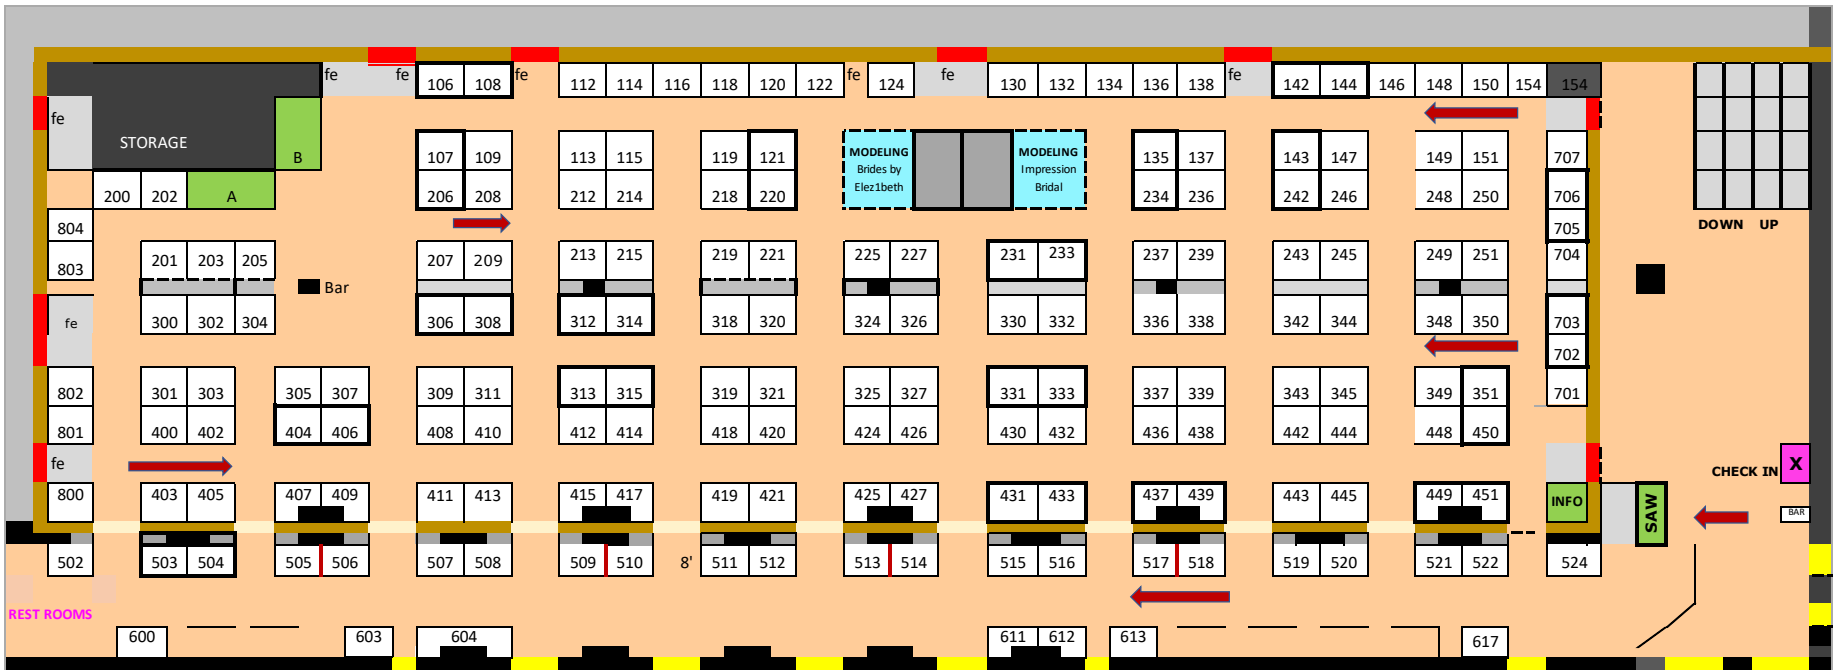 fe fe 106 108 fe 112 114 116 118 120 122 fe 124 fe 130 132 134 136 138 fe 142 144 146 148 150 154 154
fe
STORAGE
B
107 109 113 115 119 121 MODELING Brides by Elez1beth MODELING Impression Bridal 135 137 143 147 149 151 707
200 202 A 206 208 212 214 218 220 234 236 242 246 248 250 706
804 705 DOWN UP
803 201 203 205 207 209 213 215 219 221 225 227 231 233 237 239 243 245 249 251 704
Bar
fe 300 302 304 306 308 312 314 318 320 324 326 330 332 336 338 342 344 348 350 703
702
802 301 303 305 307 309 311 313 315 319 321 325 327 331 333 337 339 343 345 349 351 701
801 400 402 404 406 408 410 412 414 418 420 424 426 430 432 436 438 442 444 448 450
fe CHECK IN X
800 403 405 407 409 411 413 415 417 419 421 425 427 431 433 437 439 443 445 449 451 INFO SAW BAR
502 503 504 505 506 507 508 509 510 8' 511 512 513 514 515 516 517 518 519 520 521 522 524
REST ROOMS
600 603 604 611 612 613 617